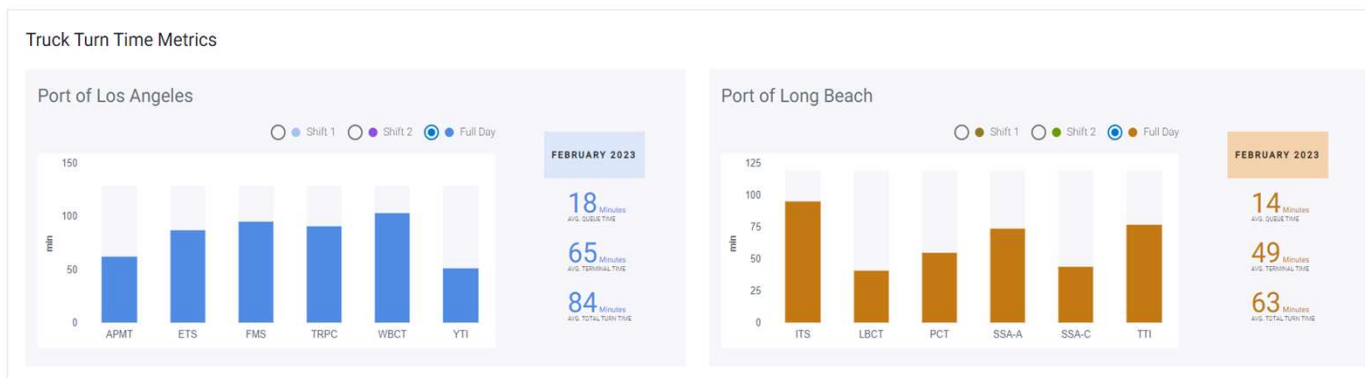 Truck Turn Time Metrics
Port of Los Angeles
Shift 1 Shift 2 Full Day
150
100
50
0
min
APMT ETS FMS TRPC WBCT YTI
FEBRUARY 2023
18 Minutes
AVG. QUEUE TIME
65 Minutes
AVG. TERMINAL TIME
84 Minutes
AVG. TOTAL TURN TIME
Port of Long Beach
Shift 1 Shift 2 Full Day
125
100
75
50
25
0
min
ITS LBCT PCT SSA-A SSA-C TTI
FEBRUARY 2023
14 Minutes
AVG. QUEUE TIME
49 Minutes
AVG. TERMINAL TIME
63 Minutes
AVG. TOTAL TURN TIME